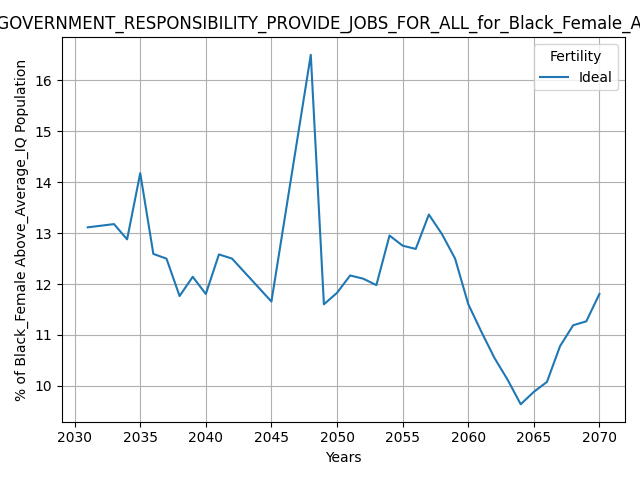 GOVERNMENT_RESPONSIBILITY_PROVIDE_JOBS_FOR_ALL_for_Black_Female_A
Fertility
Ideal
% of Black_Female Above_Average_IQ Population
16
15
14
13
12
11
10
2030 2035 2040 2045 2050 2055 2060 2065 2070
Years